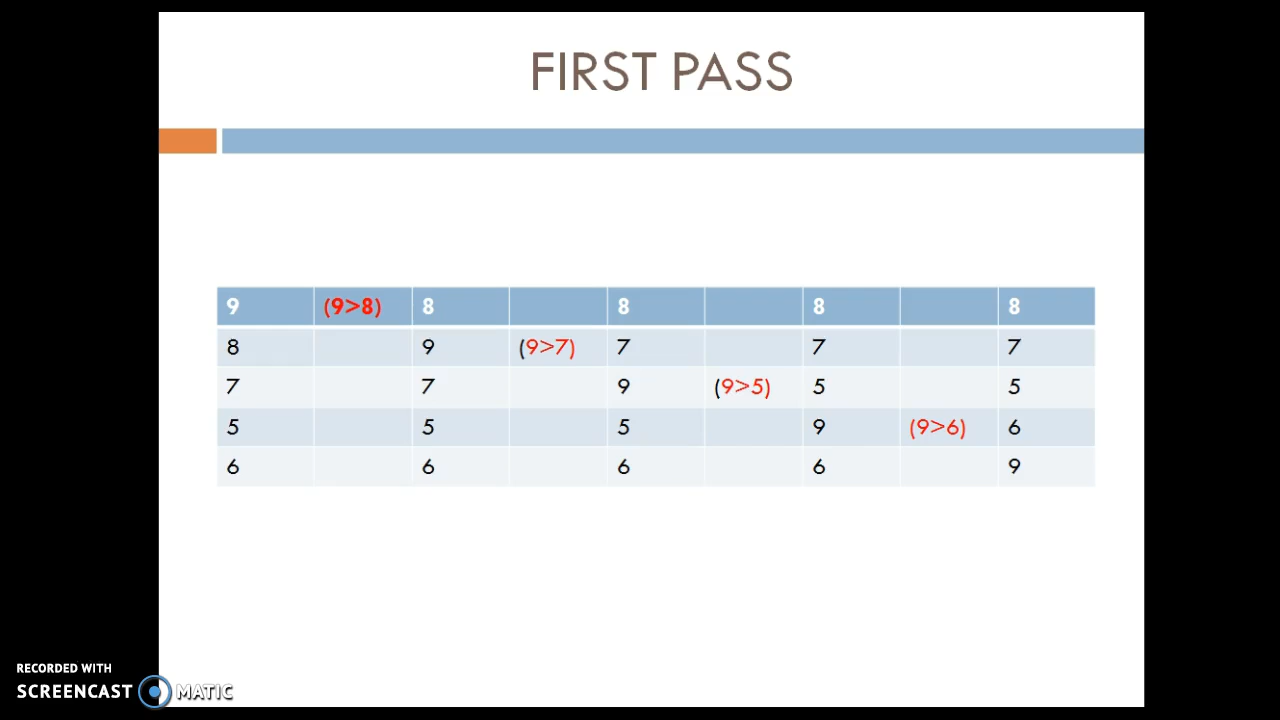 FIRST PASS
9 (9>8) 8 8 8 8
8 9 (9>7) 7 7 7
7 7 9 (9>5) 5 5
5 5 5 9 (9>6) 6
6 6 6 6 9
RECORDED WITH
SCREENCAST MATIC